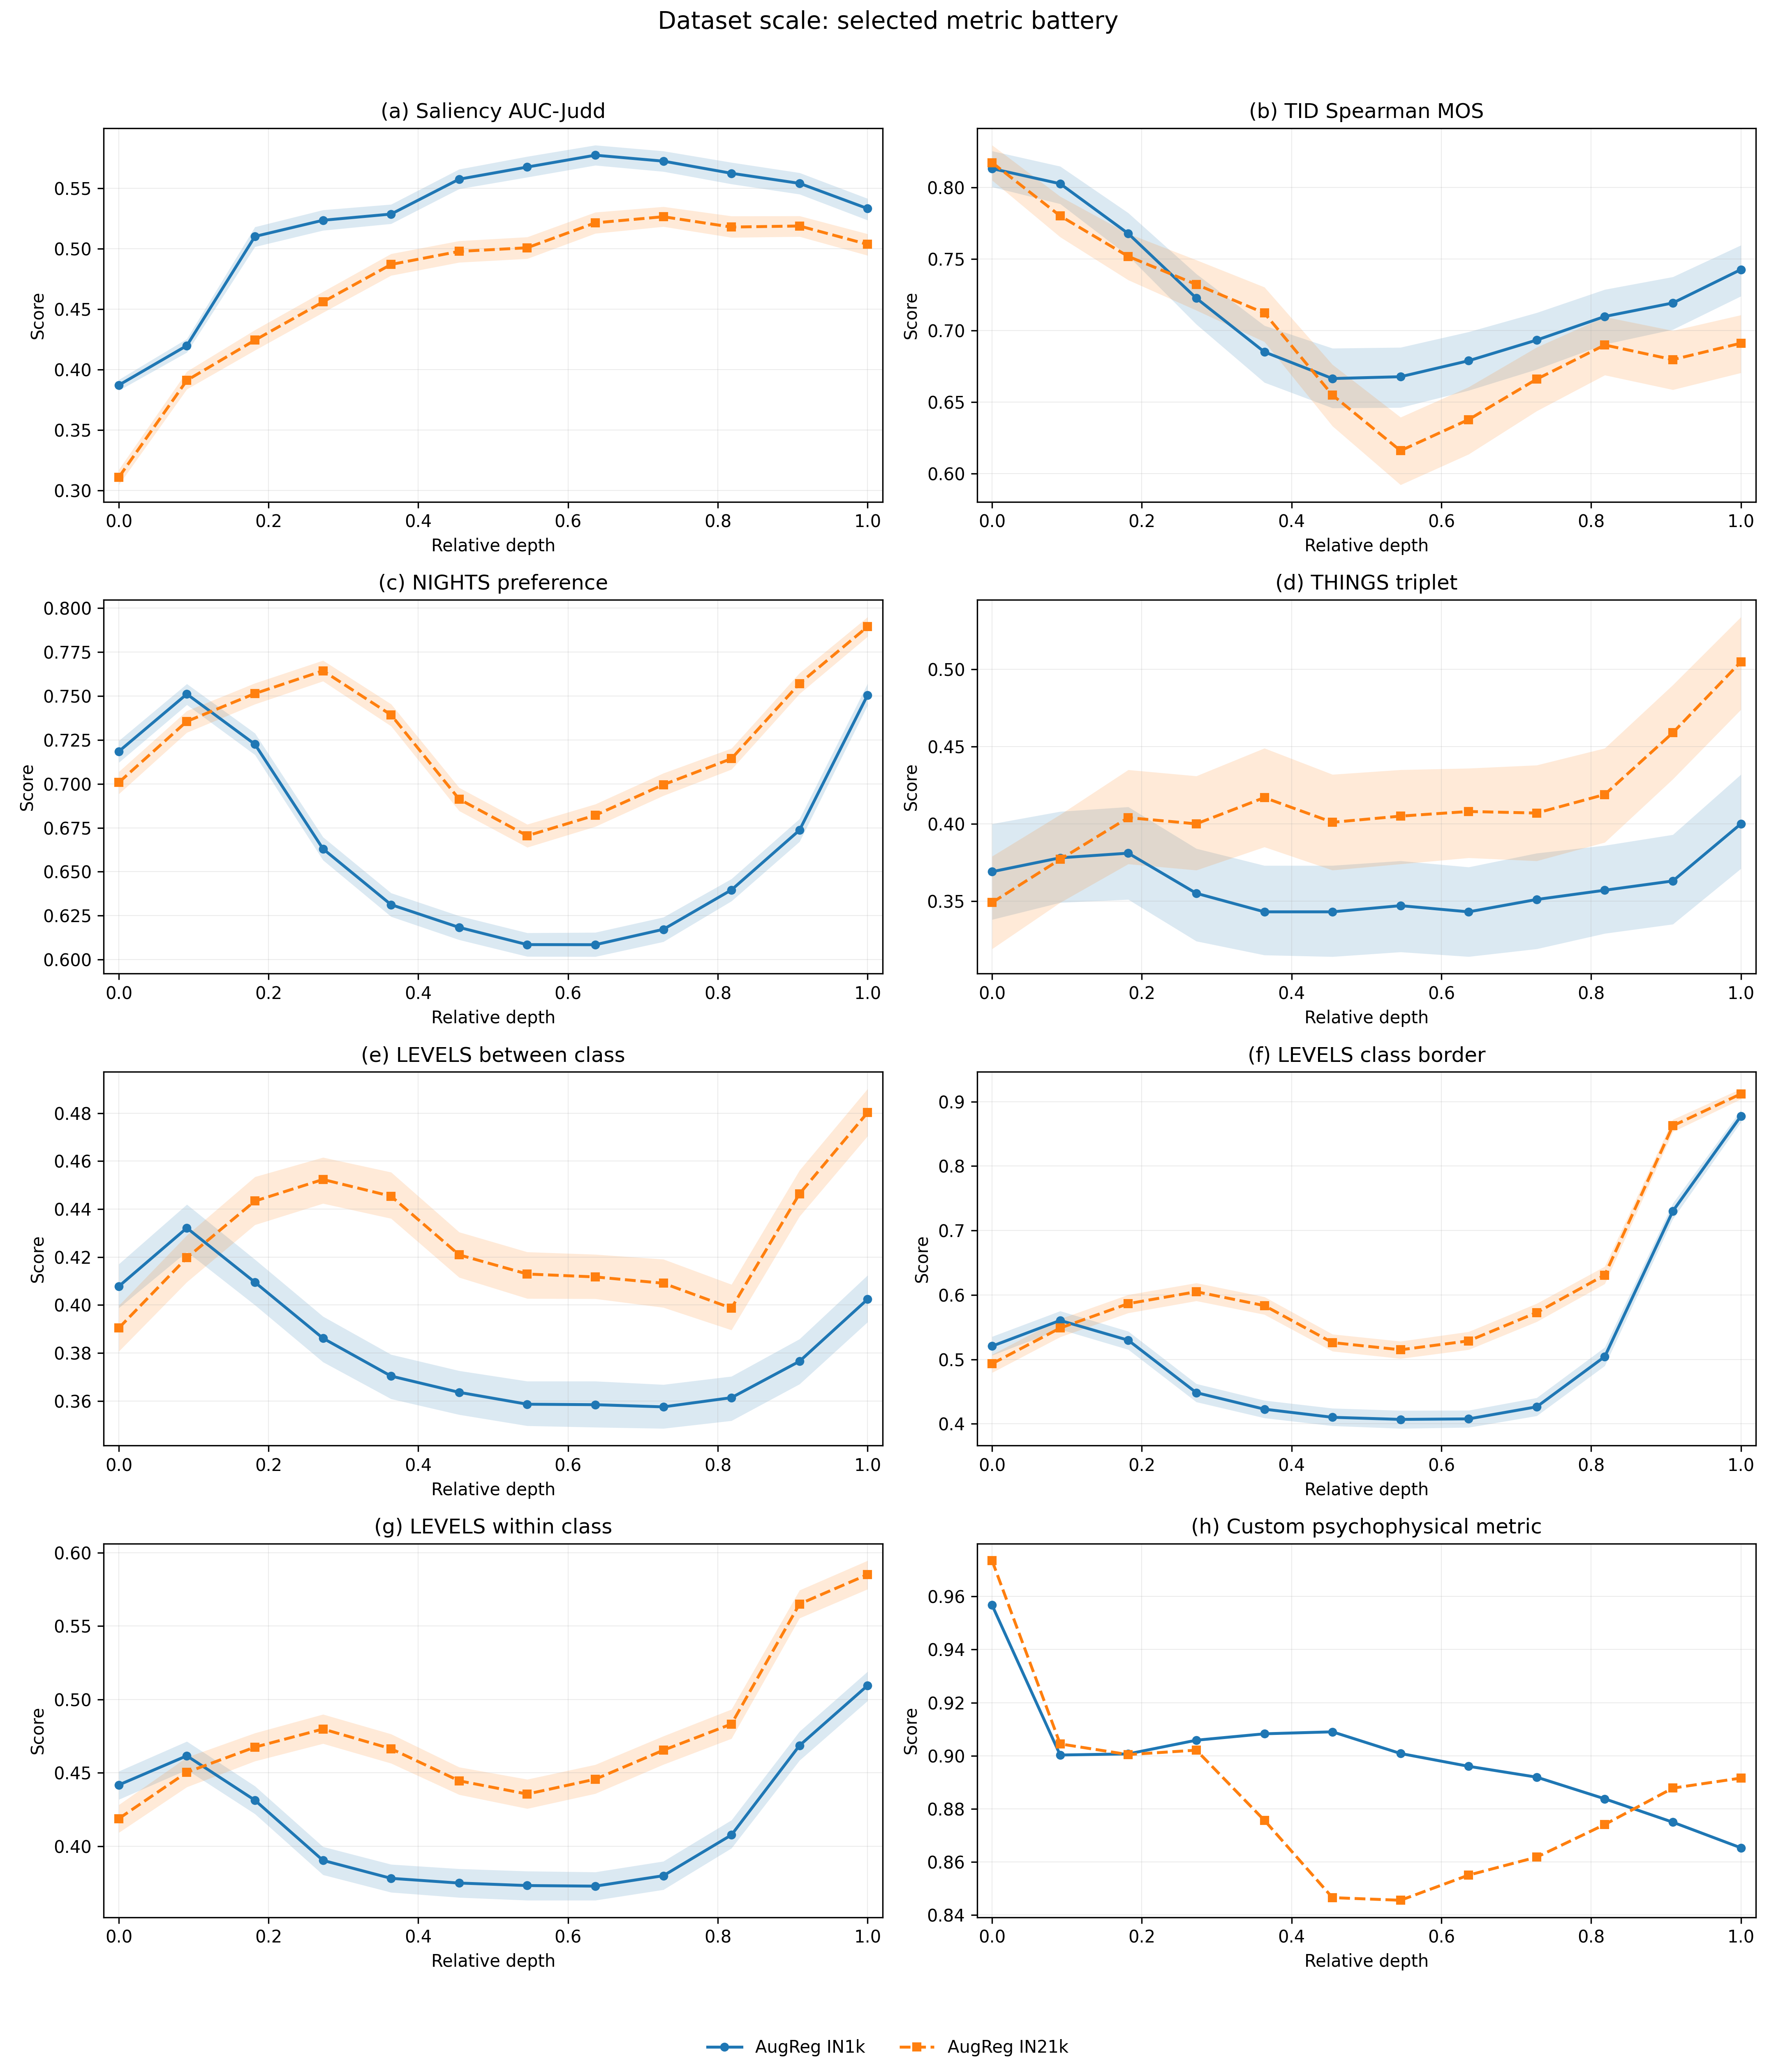 Dataset scale: selected metric battery
(a) Saliency AUC-Judd
Score
0.55
0.50
0.45
0.40
0.35
0.30
0.0 0.2 0.4 0.6 0.8 1.0
Relative depth
(b) TID Spearman MOS
Score
0.80
0.75
0.70
0.65
0.60
0.0 0.2 0.4 0.6 0.8 1.0
Relative depth
(c) NIGHTS preference
Score
0.800
0.775
0.750
0.725
0.700
0.675
0.650
0.625
0.600
0.0 0.2 0.4 0.6 0.8 1.0
Relative depth
(d) THINGS triplet
Score
0.50
0.45
0.40
0.35
0.0 0.2 0.4 0.6 0.8 1.0
Relative depth
(e) LEVELS between class
Score
0.48
0.46
0.44
0.42
0.40
0.38
0.36
0.0 0.2 0.4 0.6 0.8 1.0
Relative depth
(f) LEVELS class border
Score
0.9
0.8
0.7
0.6
0.5
0.4
0.0 0.2 0.4 0.6 0.8 1.0
Relative depth
(g) LEVELS within class
Score
0.60
0.55
0.50
0.45
0.40
0.0 0.2 0.4 0.6 0.8 1.0
Relative depth
(h) Custom psychophysical metric
Score
0.96
0.94
0.92
0.90
0.88
0.86
0.84
0.0 0.2 0.4 0.6 0.8 1.0
Relative depth
AugReg IN1k AugReg IN21k